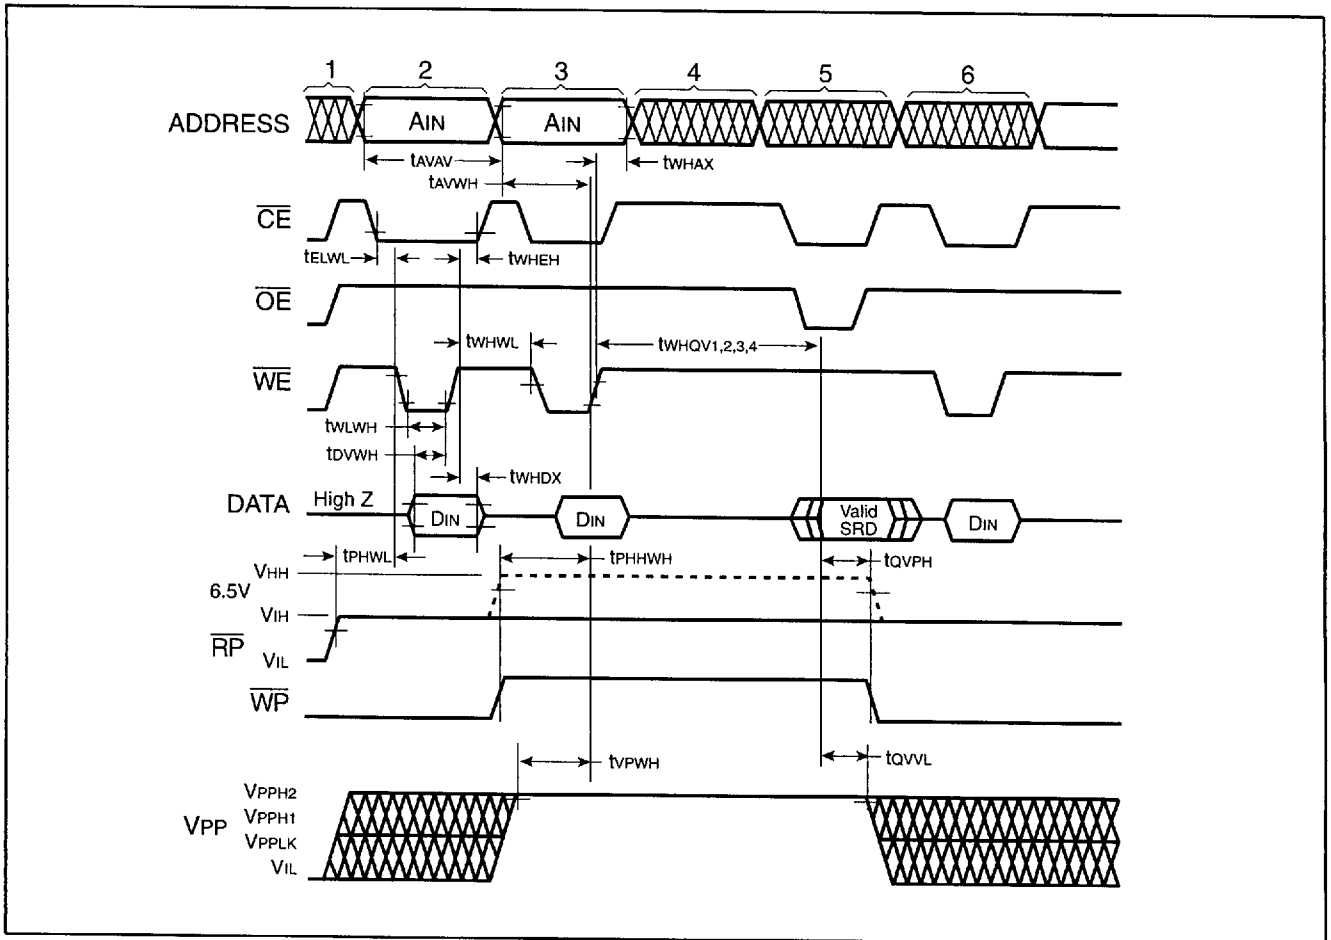 1 2 3 4 5 6
ADDRESS AIN AIN
tAVAV tWHAX
tAVWH
CE
tELWL tWHEH
OE
tWHWL tWHQV1,2,3,4
WE
tWLWH
tDVWH
tWHDX
DATA High Z DIN DIN Valid SRD DIN
tPHWL tPHHWH tQVPH
VHH
6.5V
VIH
RP
VIL
WP
tVPWH tQVVL
VPPH2
VPP VPPH1
VPPLK
VIL